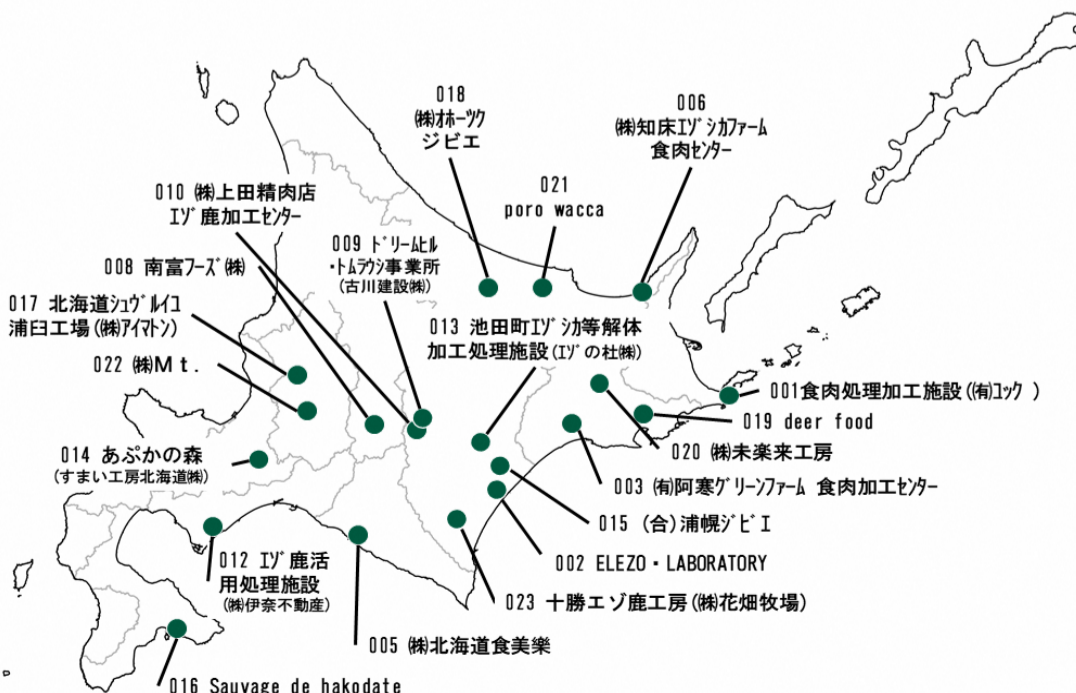 018
㈱ｵﾎｰﾂｸ
ジビエ
006
㈱知床ｴｿﾞｼｶﾌｧｰﾑ
食肉ｾﾝﾀｰ
021
poro wacca
010 ㈱上田精肉店
ｴｿﾞ鹿加工ｾﾝﾀｰ
009 ﾄﾞﾘｰﾑﾋﾙ
・ﾄﾑﾗｳｼ事業所
(古川建設㈱)
008 南富ﾌｰｽﾞ㈱
017 北海道ｼｭｳﾞﾙｲﾕ
浦臼工場(㈱ｱｲﾏﾄﾝ)
013 池田町ｴｿﾞｼｶ等解体
加工処理施設(ｴｿﾞの杜㈱)
022 ㈱Ｍｔ.
001食肉処理加工施設(㈲ﾕｯｸ )
019 deer food
014 あぷかの森
(すまい工房北海道㈱)
020 ㈱未楽来工房
003 ㈲阿寒ｸﾞﾘｰﾝﾌｧｰﾑ 食肉加工ｾﾝﾀｰ
015 (合)浦幌ジビエ
012 ｴｿﾞ鹿活
用処理施設
(㈱伊奈不動産)
002 ELEZO・LABORATORY
023 十勝エゾ鹿工房(㈱花畑牧場)
005 ㈱北海道食美樂
016 Sauvage de hakodate